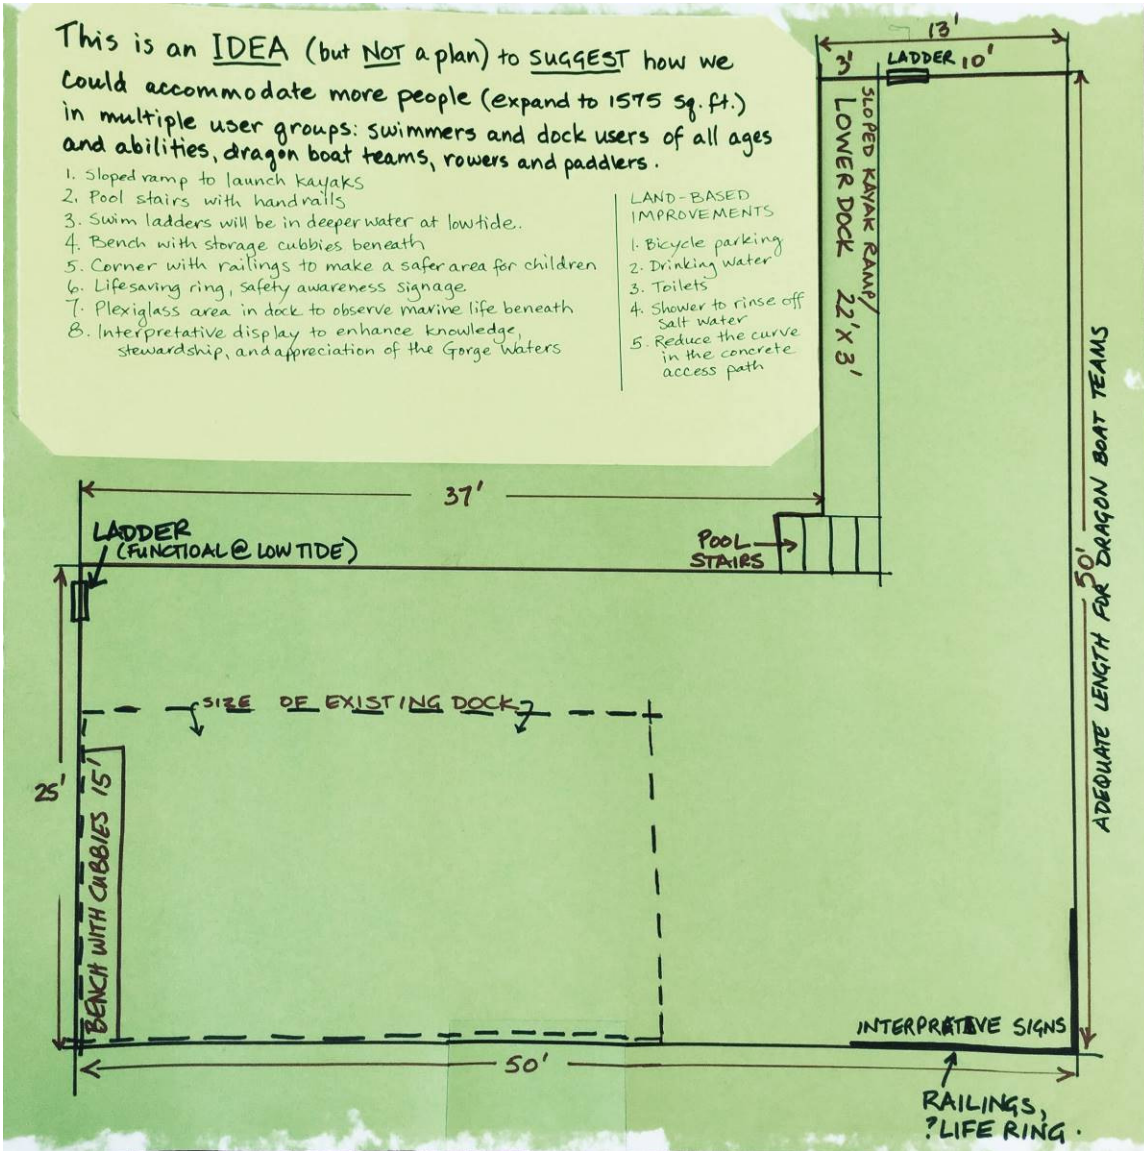 This is an IDEA (but NOT a plan) to SUGGEST how we
could accommodate more people (expand to 1575 sq. ft.)
in multiple user groups: swimmers and dock users of all ages
and abilities, dragon boat teams, rowers and paddlers.
1. Sloped ramp to launch kayaks
2. Pool stairs with handrails
3. Swim ladders will be in deeper water at low tide.
4. Bench with storage cubbies beneath
5. Corner with railings to make a safer area for children
6. Lifesaving ring, safety awareness signage
7. Plexiglass area in dock to observe marine life beneath
8. Interpretative display to enhance knowledge,
stewardship, and appreciation of the Gorge Waters
LAND-BASED
IMPROVEMENTS
1. Bicycle parking
2. Drinking water
3. Toilets
4. Shower to rinse off
Salt water
5. Reduce the curve
in the concrete
access path
13'
3'
LADDER 10'
SLOPED KAYAK RAMP/
LOWER DOCK 22' X 3'
37'
LADDER
(FUNCTIOAL @ LOW TIDE)
POOL
STAIRS
50'
ADEQUATE LENGTH FOR DRAGON BOAT TEAMS
SIZE OF EXISTING DOCK
25'
BENCH WITH CUBBIES 15'
INTERPRATIVE SIGNS
50'
RAILINGS,
?LIFE RING.